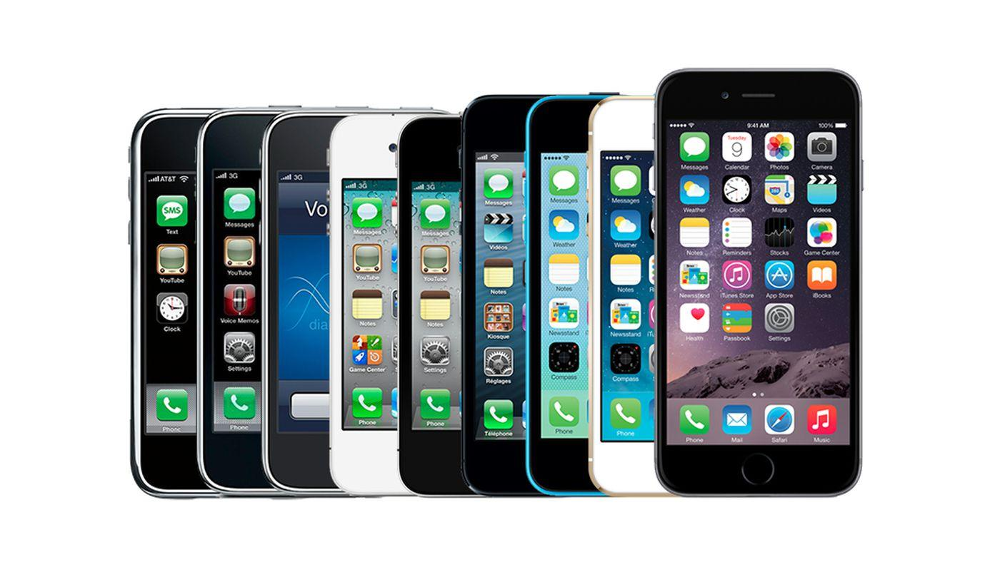 AT&T
SMS
Text
YouTube
Clock
Phone
3G
Messages
YouTube
Voice Memos
Settings
Phone
3G
Vo
dia
3G
Messages
YouTube
Notes
Game Center
Phone
3G
Messages
YouTube
Notes
Settings
Phone
Messages
Vidéos
Notes
Kiosque
Réglages
Téléphone
Messages
Weather
Notes
Newsstand
Compass
Phone
Messages
Weather
Notes
Newsstand
Compass
Phone
9:41 AM 100%
Tuesday
9
Messages Calendar Photos Camera
280
Weather Clock Maps Videos
Notes Reminders Stocks Game Center
Newsstand iTunes Store App Store iBooks
Health Passbook Settings
Phone Mail Safari Music